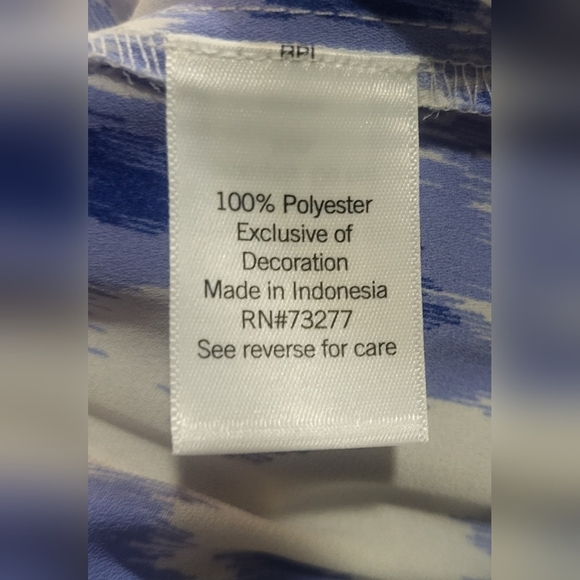 100% Polyester
Exclusive of
Decoration
Made in Indonesia
RN#73277
See reverse for care